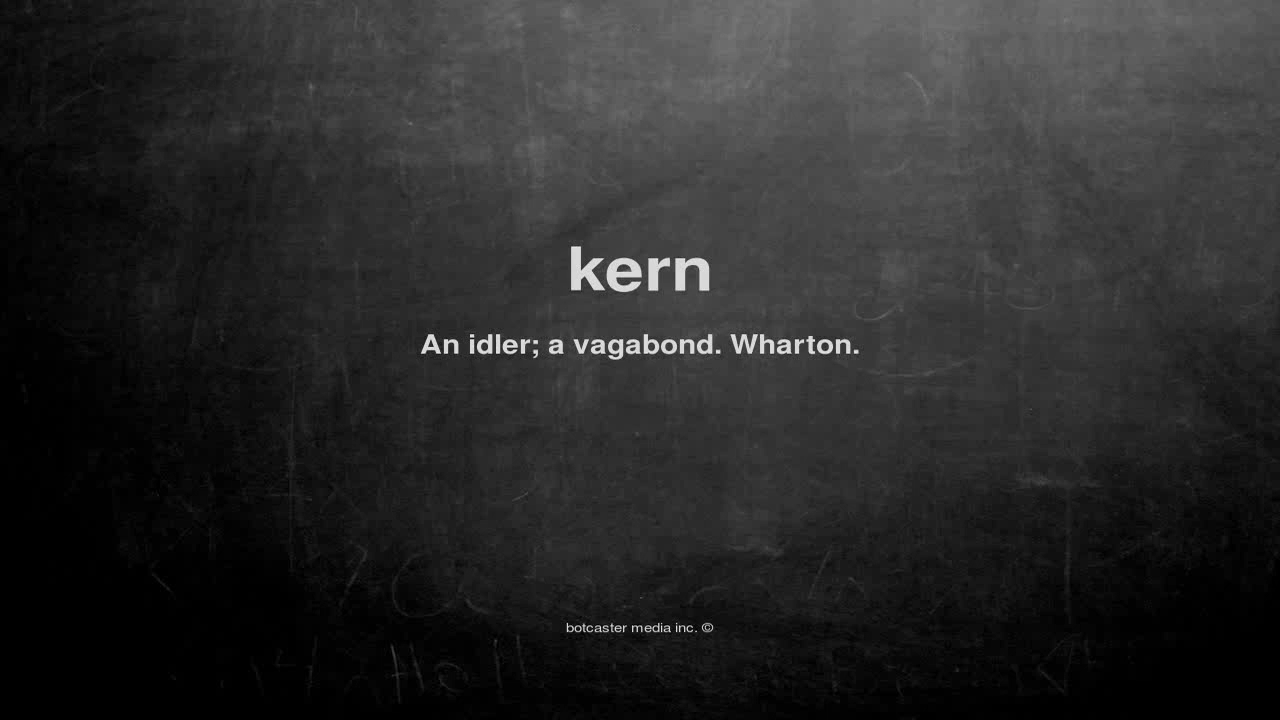 kern
An idler; a vagabond. Wharton.
botcaster media inc. ©